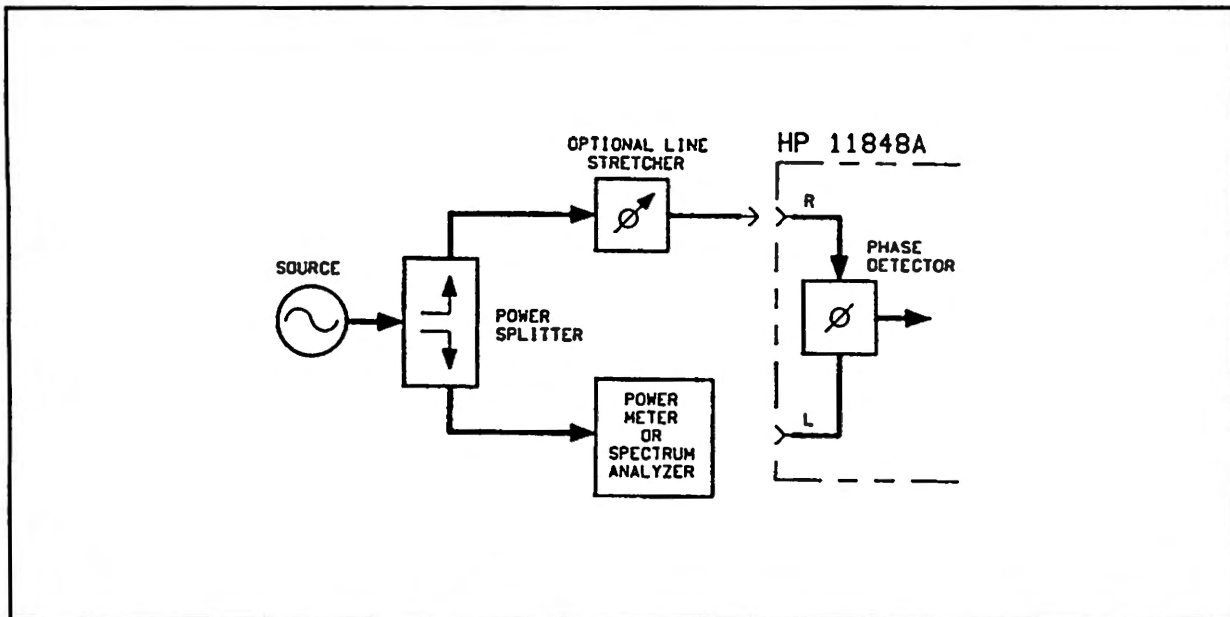 OPTIONAL LINE
STRETCHER
HP 11848A
R
PHASE
DETECTOR
SOURCE
POWER
SPLITTER
POWER
METER
OR
SPECTRUM
ANALYZER
L